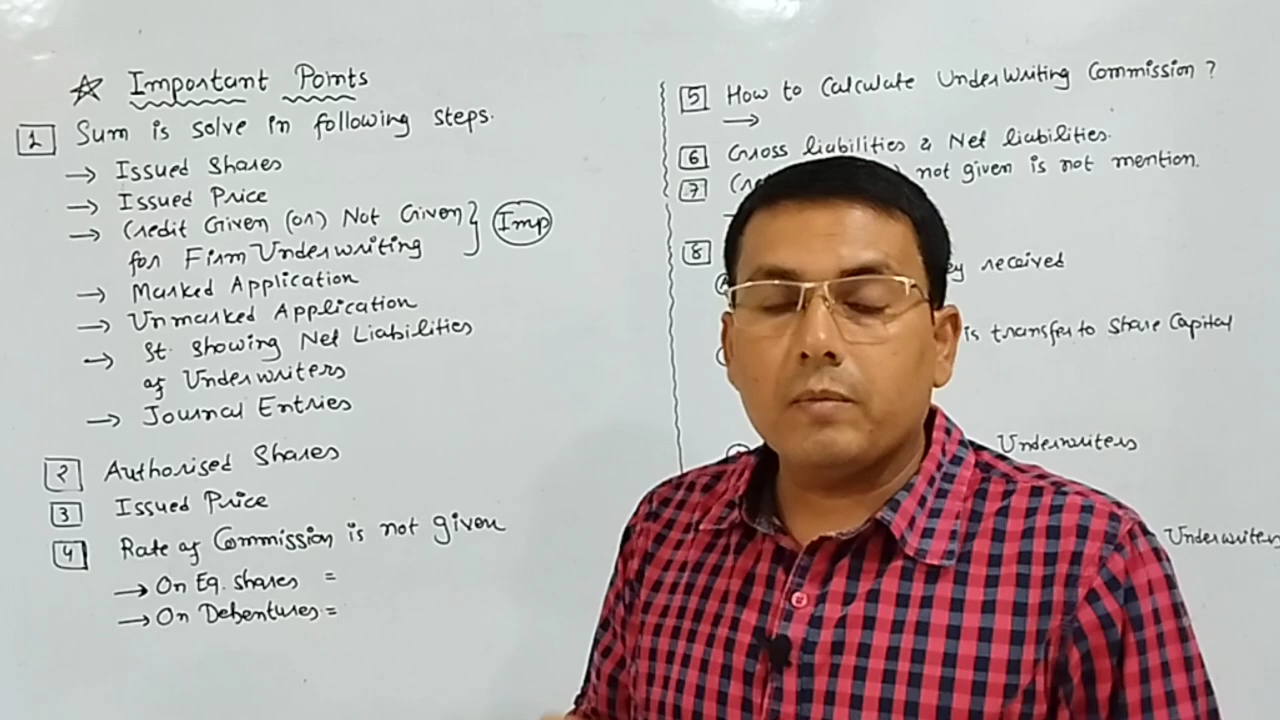 ☆ Important Points
1 Sum is solve in following steps.
→ Issued Shares
→ Issued Price
→ Credit Given (or) Not Given } Imp
for Firm Underwriting
→ Marked Application
→ Unmarked Application
→ St. showing Net Liabilities
of Underwriters
→ Journal Entries
2 Authorised Shares
3 Issued Price
4 Rate of Commission is not given
→ On Eq. shares =
→ On Debentures =
5 How to Calculate Underwriting Commission?
→
6 Gross liabilities & Net liabilities.
7 not given is not mention.
8
received
is transfer to Share Capital
Underwriters
Underwriters